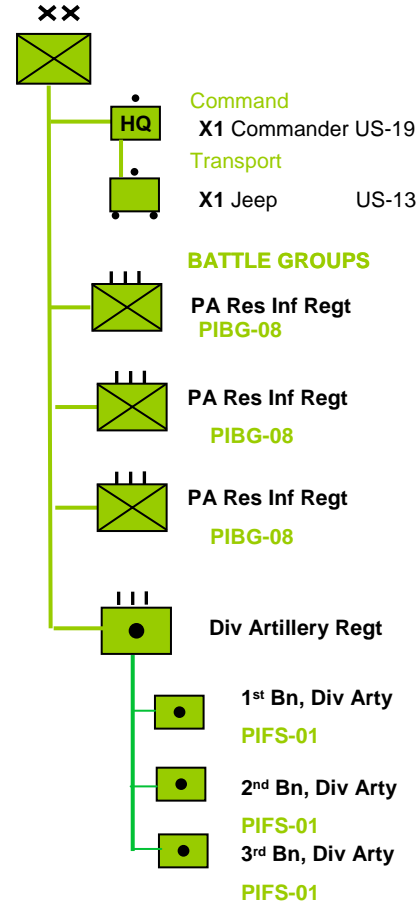 ××
HQ
Command
X1 Commander US-19
Transport
X1 Jeep US-13
BATTLE GROUPS
PA Res Inf Regt
PIBG-08
PA Res Inf Regt
PIBG-08
PA Res Inf Regt
PIBG-08
Div Artillery Regt
1st Bn, Div Arty
PIFS-01
2nd Bn, Div Arty
PIFS-01
3rd Bn, Div Arty
PIFS-01